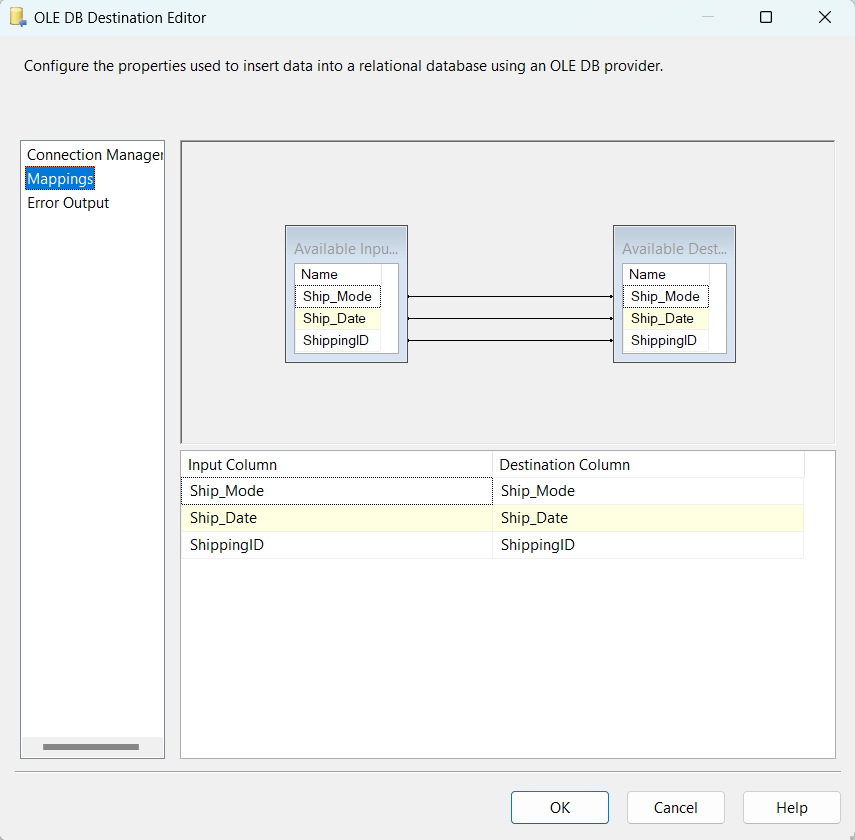 OLE DB Destination Editor
Configure the properties used to insert data into a relational database using an OLE DB provider.
Connection Manager
Mappings
Error Output
Available Inpu...
Name
Ship_Mode
Ship_Date
ShippingID
Available Dest...
Name
Ship_Mode
Ship_Date
ShippingID
Input Column Destination Column
Ship_Mode Ship_Mode
Ship_Date Ship_Date
ShippingID ShippingID
OK Cancel Help